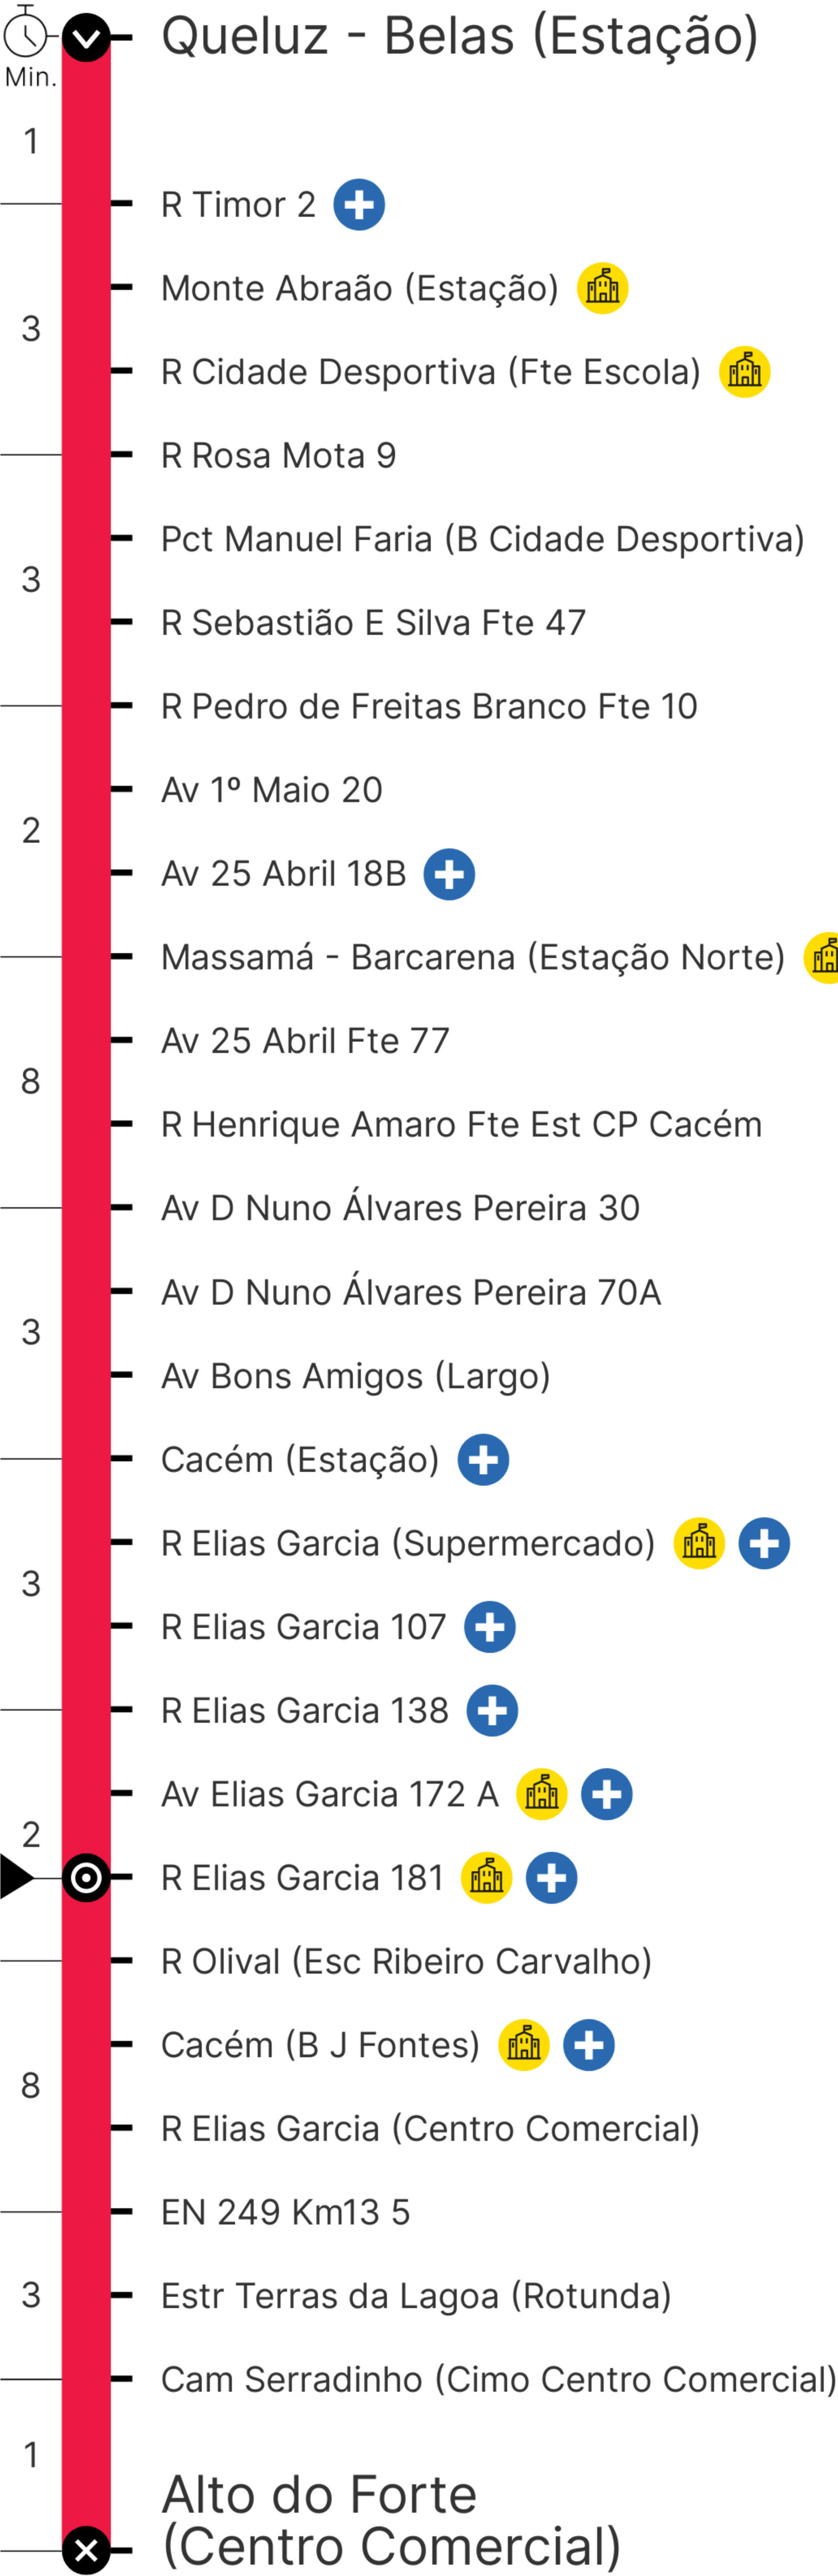 Queluz - Belas (Estação)
Min.
1
R Timor 2
Monte Abraão (Estação)
3
R Cidade Desportiva (Fte Escola)
R Rosa Mota 9
Pct Manuel Faria (B Cidade Desportiva)
3
R Sebastião E Silva Fte 47
R Pedro de Freitas Branco Fte 10
Av 1º Maio 20
2
Av 25 Abril 18B
Massamá - Barcarena (Estação Norte)
Av 25 Abril Fte 77
8
R Henrique Amaro Fte Est CP Cacém
Av D Nuno Álvares Pereira 30
Av D Nuno Álvares Pereira 70A
3
Av Bons Amigos (Largo)
Cacém (Estação)
R Elias Garcia (Supermercado)
3
R Elias Garcia 107
R Elias Garcia 138
Av Elias Garcia 172 A
2
R Elias Garcia 181
R Olival (Esc Ribeiro Carvalho)
Cacém (B J Fontes)
8
R Elias Garcia (Centro Comercial)
EN 249 Km13 5
3
Estr Terras da Lagoa (Rotunda)
Cam Serradinho (Cimo Centro Comercial)
1
Alto do Forte
(Centro Comercial)